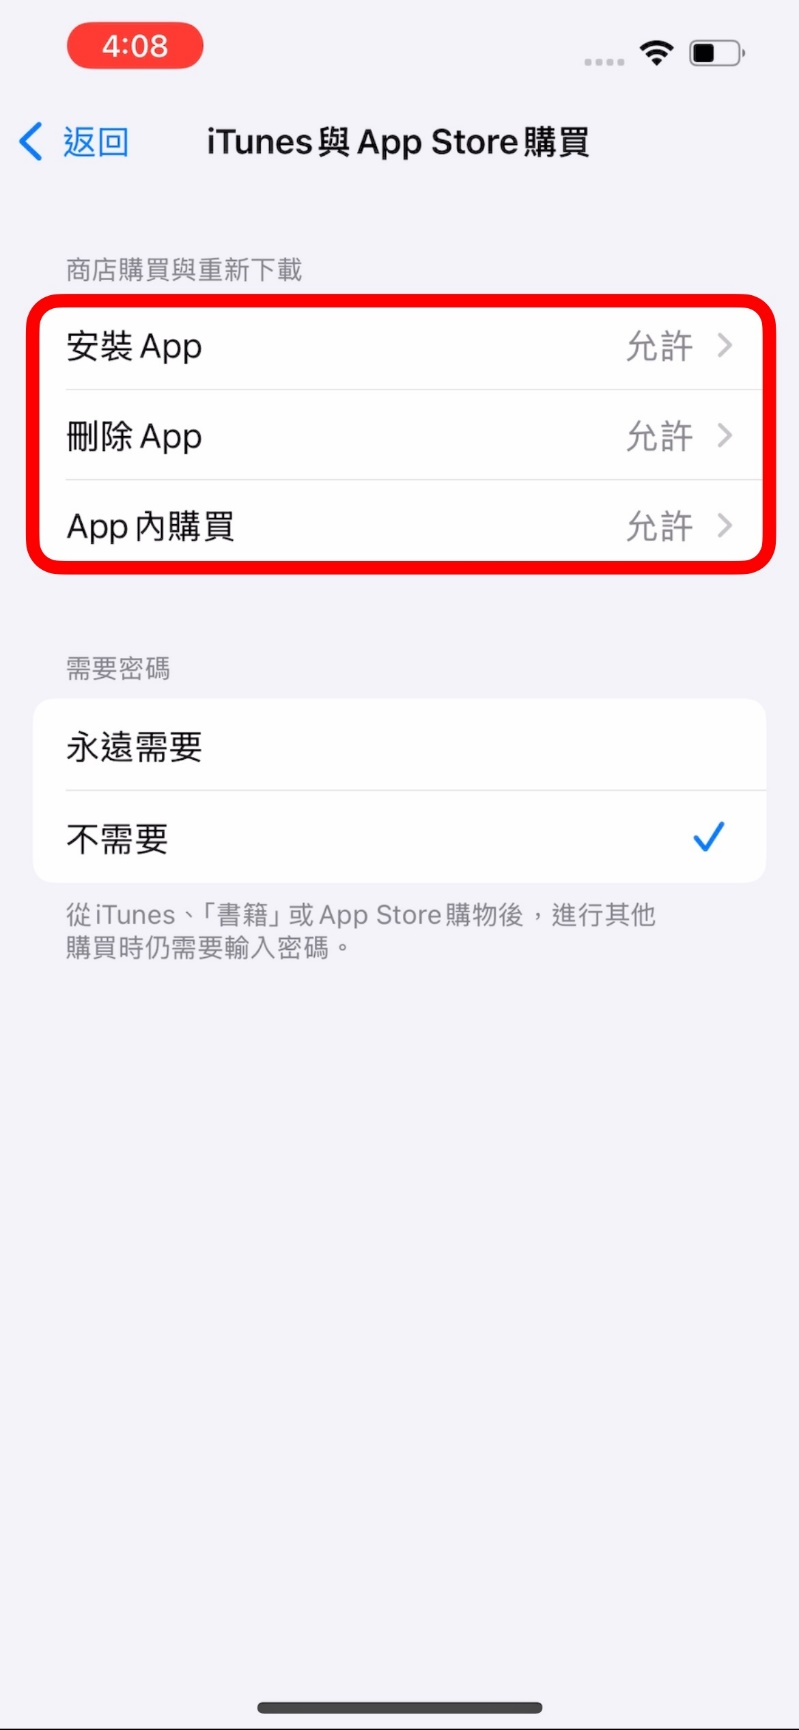 4:08
返回
iTunes與App Store購買
商店購買與重新下載
安裝App 允許
刪除App 允許
App內購買 允許
需要密碼
永遠需要
不需要
從iTunes、「書籍」或App Store購物後，進行其他
購買時仍需要輸入密碼。